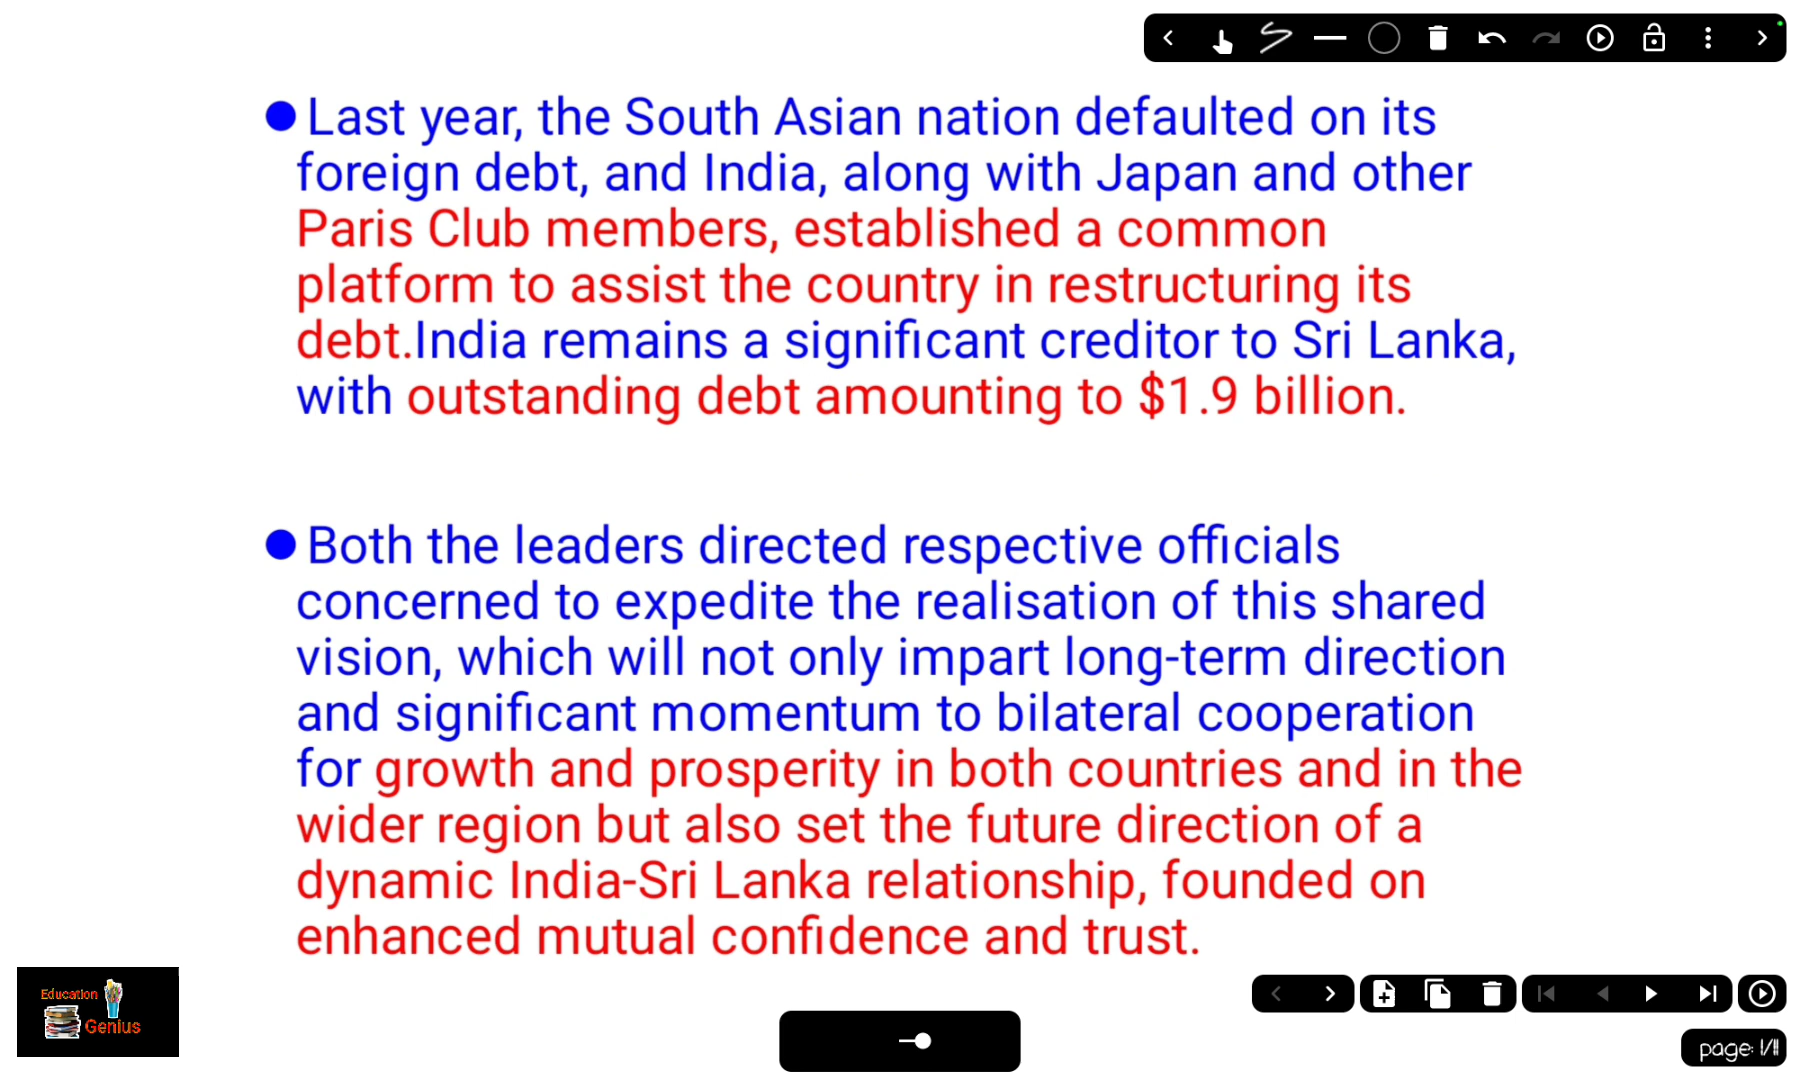 ● Last year, the South Asian nation defaulted on its
foreign debt, and India, along with Japan and other
Paris Club members, established a common
platform to assist the country in restructuring its
debt.India remains a significant creditor to Sri Lanka,
with outstanding debt amounting to $1.9 billion.
● Both the leaders directed respective officials
concerned to expedite the realisation of this shared
vision, which will not only impart long-term direction
and significant momentum to bilateral cooperation
for growth and prosperity in both countries and in the
wider region but also set the future direction of a
dynamic India-Sri Lanka relationship, founded on
enhanced mutual confidence and trust.
Education
Genius
page: